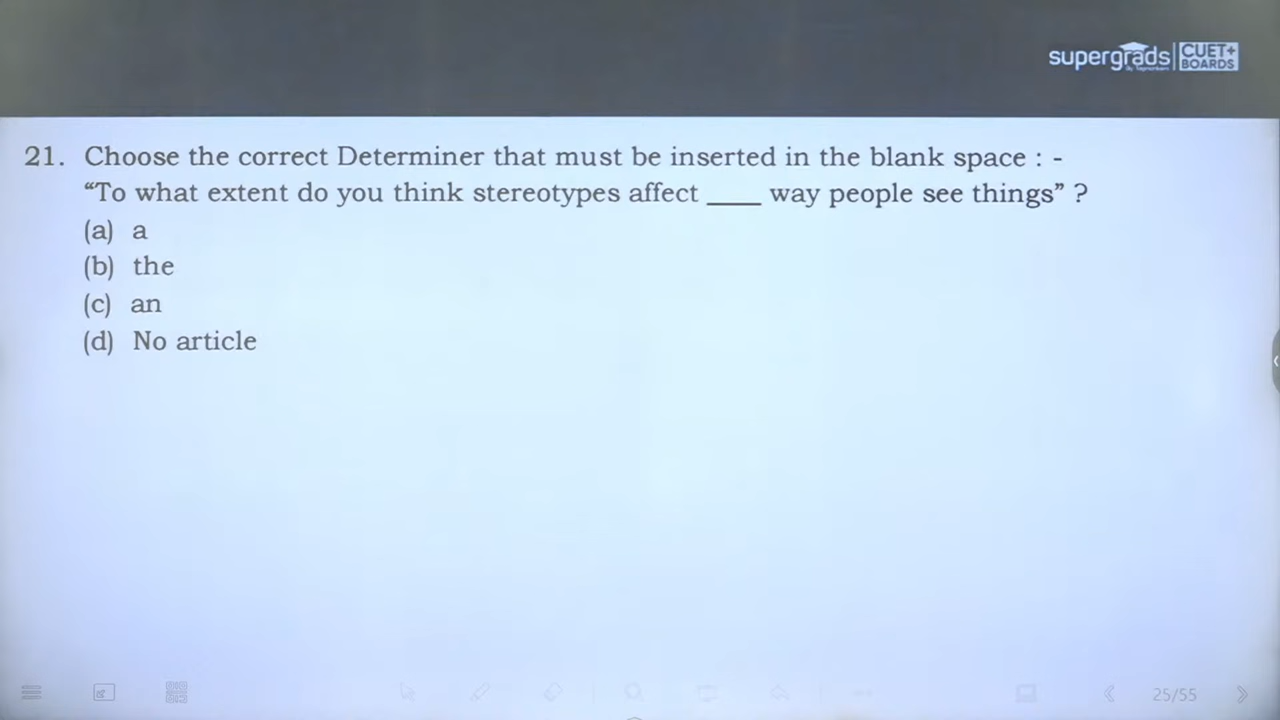 supergrads CUET+
BOARDS
21. Choose the correct Determiner that must be inserted in the blank space : -
“To what extent do you think stereotypes affect ____ way people see things” ?
(a) a
(b) the
(c) an
(d) No article
25/55